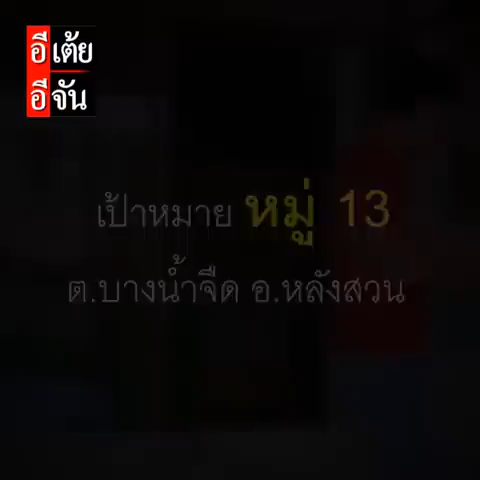 อีเต้ย
อีจัน
เป้าหมาย หมู่ 13
ต.บางน้ำจืด อ.หลังสวน